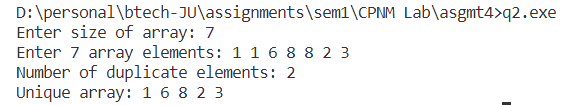 D:\personal\btech-JU\assignments\sem1\CPNM Lab\asgmt4>q2.exe
Enter size of array: 7
Enter 7 array elements: 1 1 6 8 8 2 3
Number of duplicate elements: 2
Unique array: 1 6 8 2 3